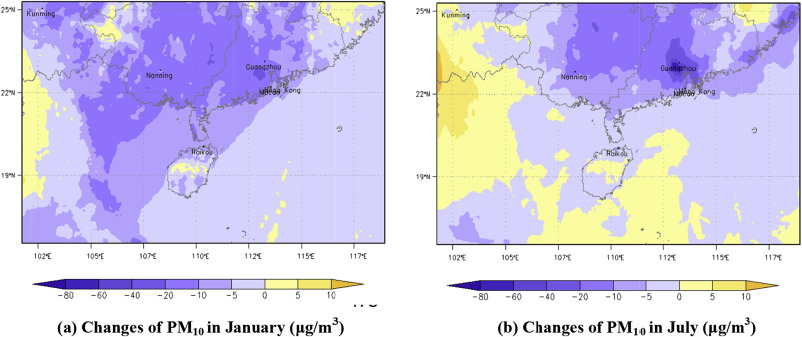 25°N
22°N
19°N
Kunming
Nanning
Guangzhou
Hong Kong
Macao
Haikou
102°E 105°E 107°E 110°E 112°E 115°E 117°E
-80 -40 -20 -10 -5 0 5 10
(a) Changes of PM10 in January (µg/m³)
25°N
22°N
19°N
Kunming
Nanning
Guangzhou
Hong Kong
Macao
Haikou
102°E 105°E 107°E 110°E 112°E 115°E 117°E
-80 -40 -20 -10 -5 0 5 10
(b) Changes of PM10 in July (µg/m³)